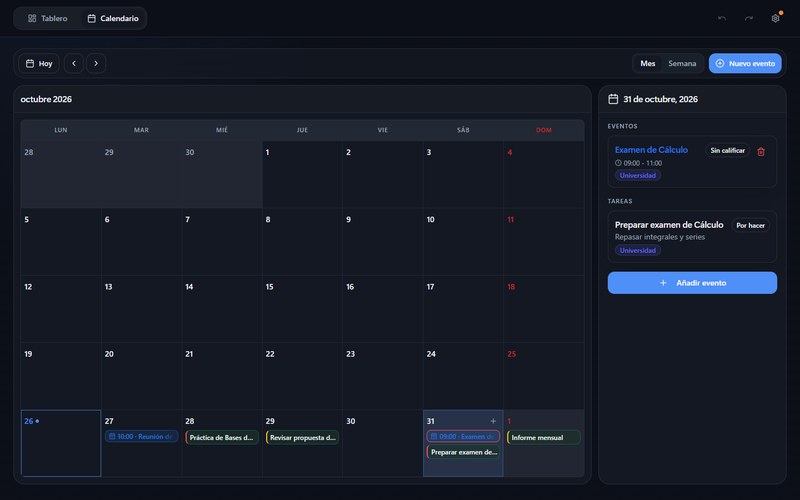 Tablero
Calendario
Hoy
Mes
Semana
Nuevo evento
octubre 2026
LUN MAR MIÉ JUE VIE SÁB DOM
28 29 30 1 2 3 4
5 6 7 8 9 10 11
12 13 14 15 16 17 18
19 20 21 22 23 24 25
26 27 28 29 30 31 1
10:00 · Reunión
Práctica de Bases d...
Revisar propuesta d...
09:00 · Examen
Informe mensual
Preparar examen de...
31 de octubre, 2026
EVENTOS
Examen de Cálculo
Sin calificar
09:00 - 11:00
Universidad
TAREAS
Preparar examen de Cálculo
Por hacer
Repasar integrales y series
Universidad
Añadir evento